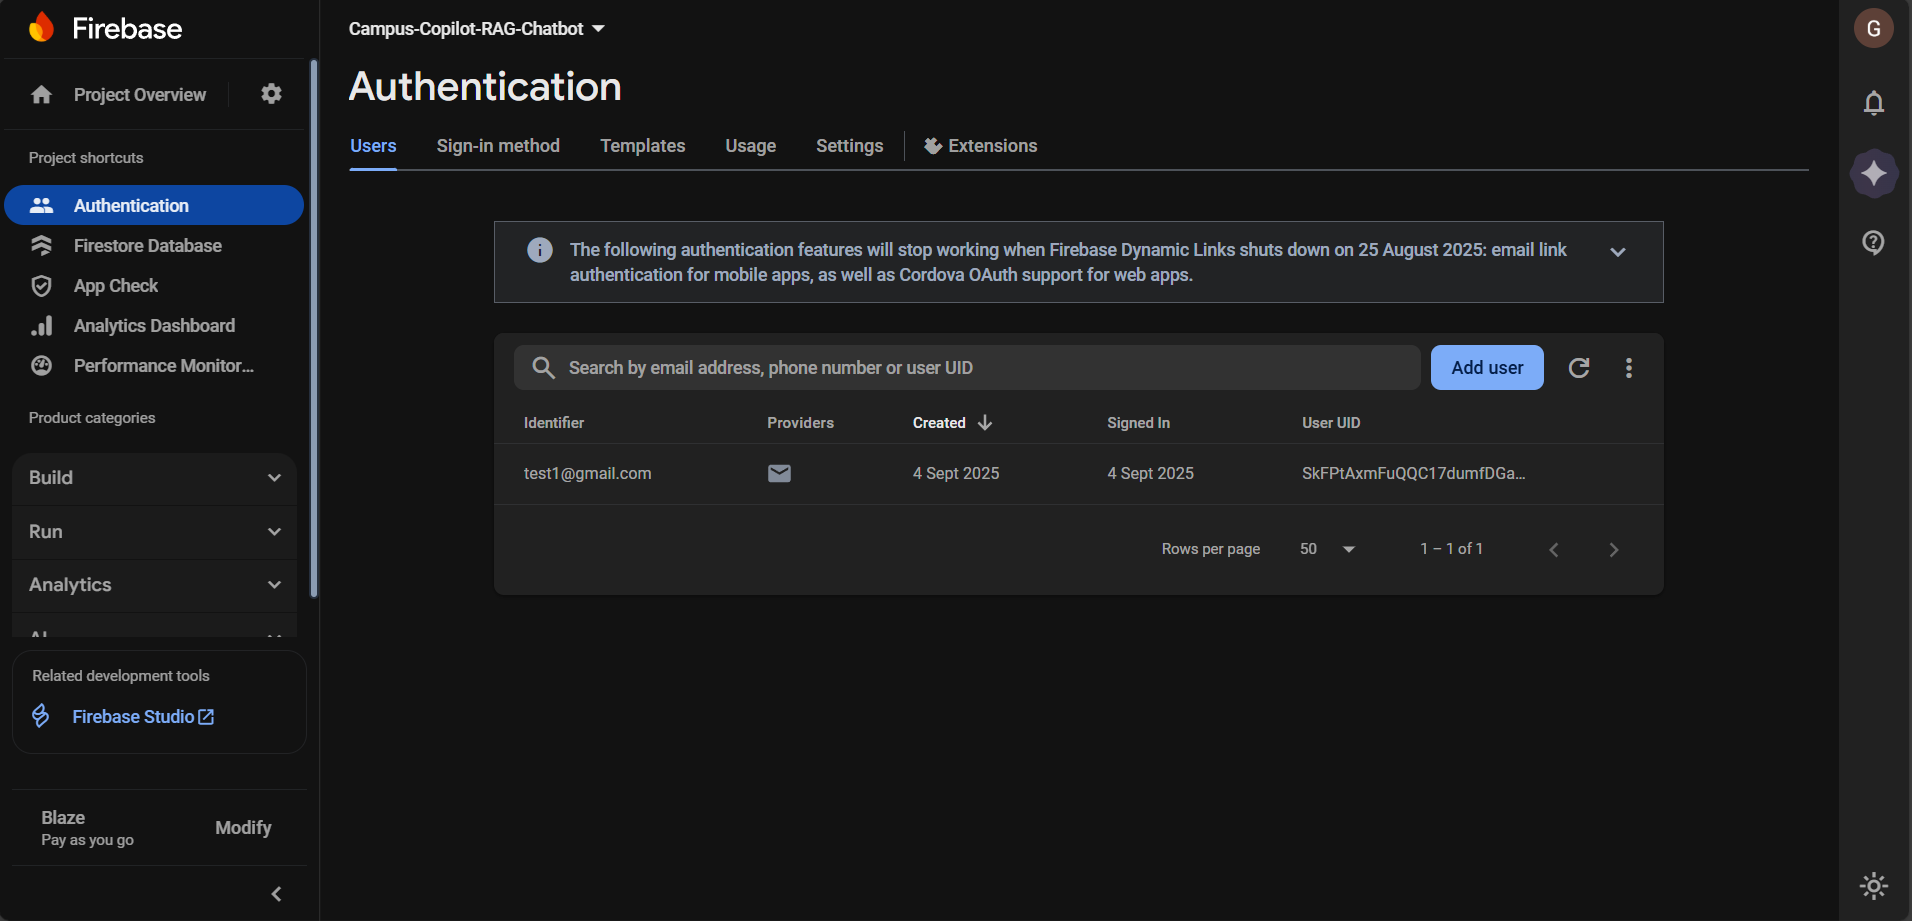 Firebase
Project Overview
Project shortcuts
Authentication
Firestore Database
App Check
Analytics Dashboard
Performance Monitor...
Product categories
Build
Run
Analytics
AI
Related development tools
Firebase Studio
Blaze
Pay as you go
Modify
Campus-Copilot-RAG-Chatbot
Authentication
Users Sign-in method Templates Usage Settings Extensions
The following authentication features will stop working when Firebase Dynamic Links shuts down on 25 August 2025: email link
authentication for mobile apps, as well as Cordova OAuth support for web apps.
Search by email address, phone number or user UID
Add user
Identifier Providers Created Signed In User UID
test1@gmail.com 4 Sept 2025 4 Sept 2025 SkFPtAxmFuQQC17dumfDGa...
Rows per page 50 1 – 1 of 1
G